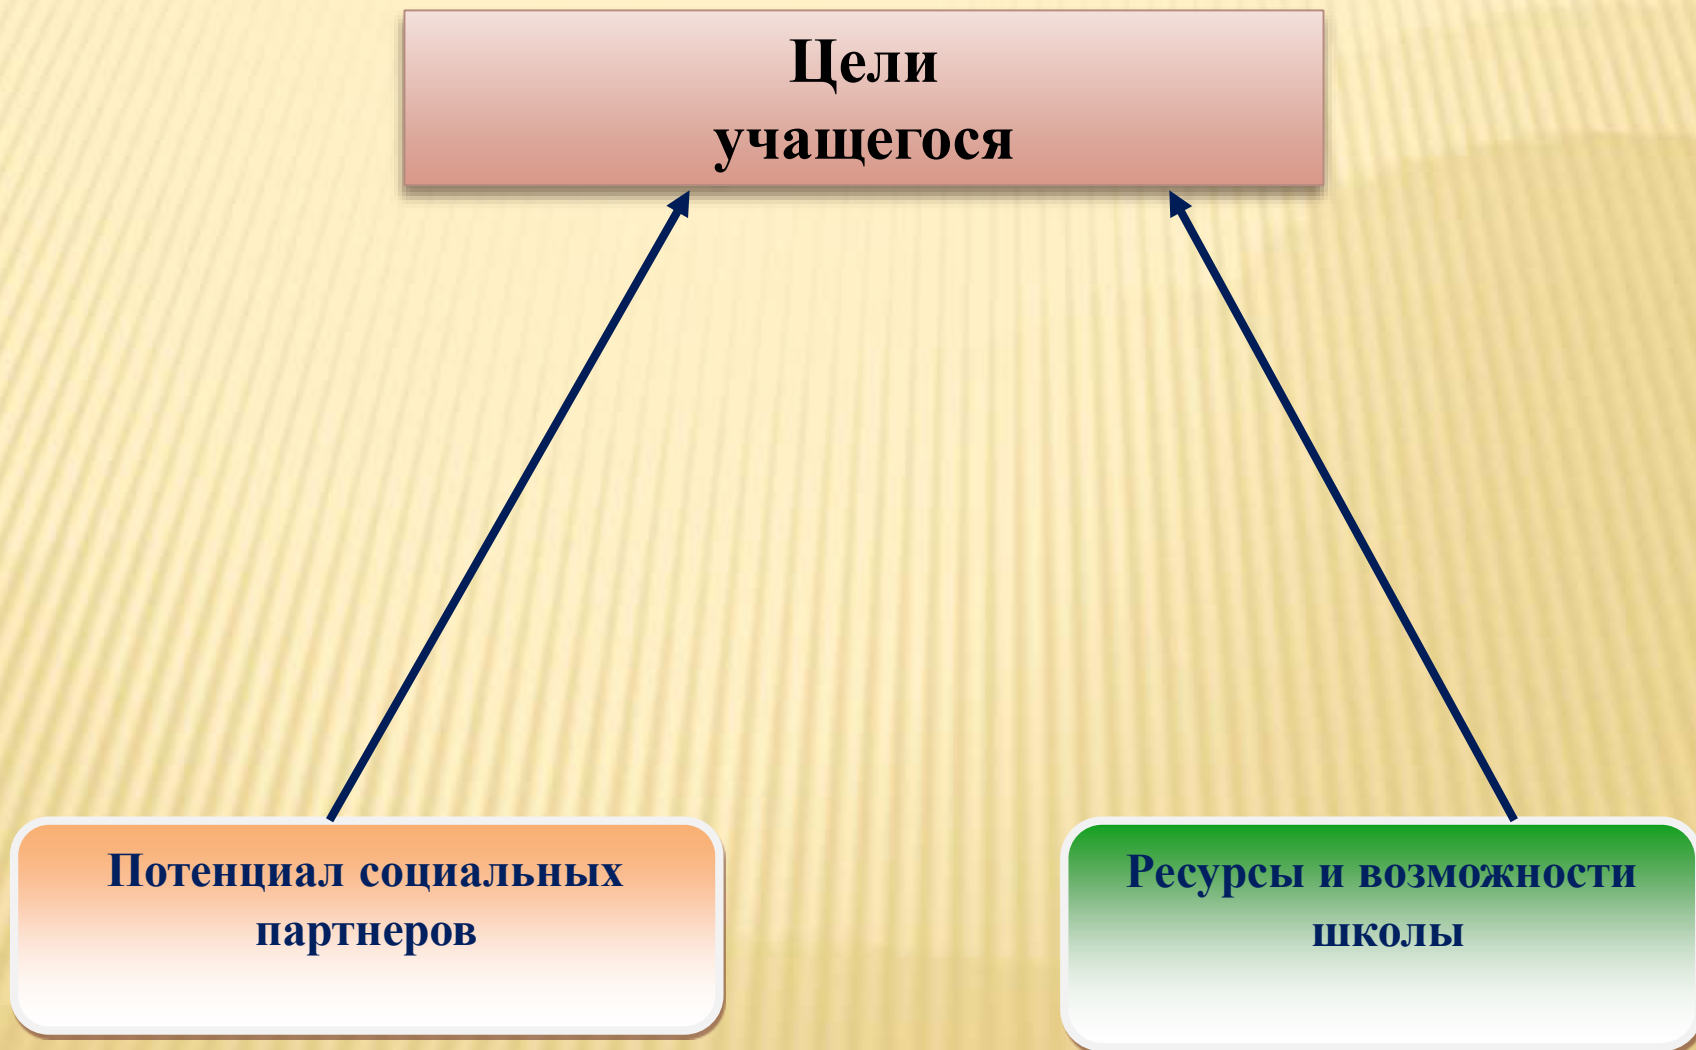 Цели
учащегося
Потенциал социальных
партнеров
Ресурсы и возможности
школы